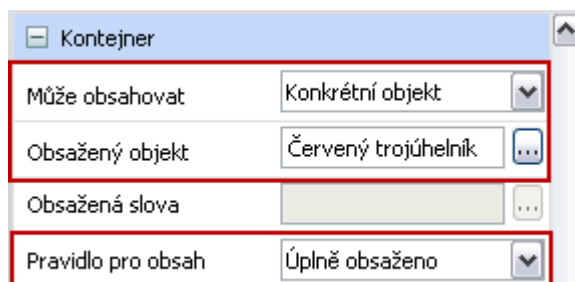 Kontejner
Může obsahovat Konkrétní objekt
Obsažený objekt Červený trojúhelník ...
Obsažená slova ...
Pravidlo pro obsah Úplně obsaženo